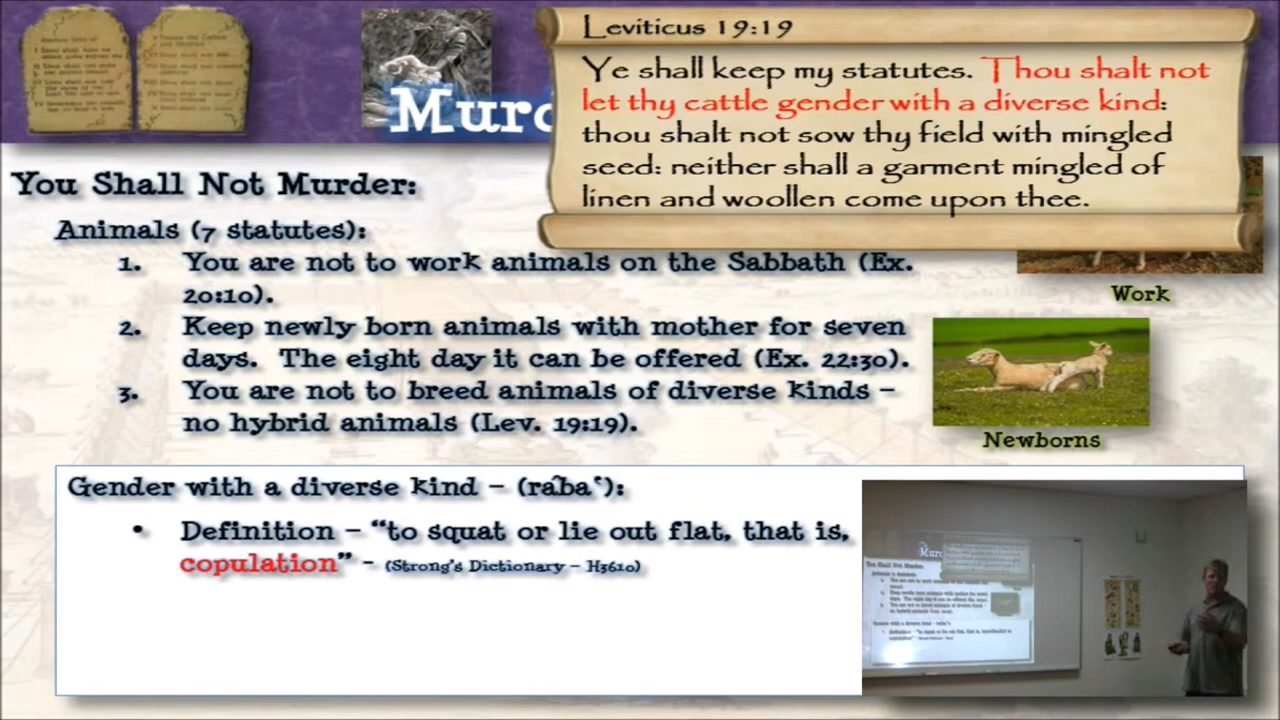 Leviticus 19:19
Ye shall keep my statutes. Thou shalt not
let thy cattle gender with a diverse kind:
thou shalt not sow thy field with mingled
seed: neither shall a garment mingled of
linen and woollen come upon thee.
You Shall Not Murder:
Animals (7 statutes):
1. You are not to work animals on the Sabbath (Ex.
20:10).
2. Keep newly born animals with mother for seven
days. The eight day it can be offered (Ex. 22:30).
3. You are not to breed animals of diverse kinds –
no hybrid animals (Lev. 19:19).
Work
Newborns
Gender with a diverse kind – (râbaʿ):
• Definition – “to squat or lie out flat, that is,
copulation” – (Strong's Dictionary – H3610)
You Shall Not Murder: